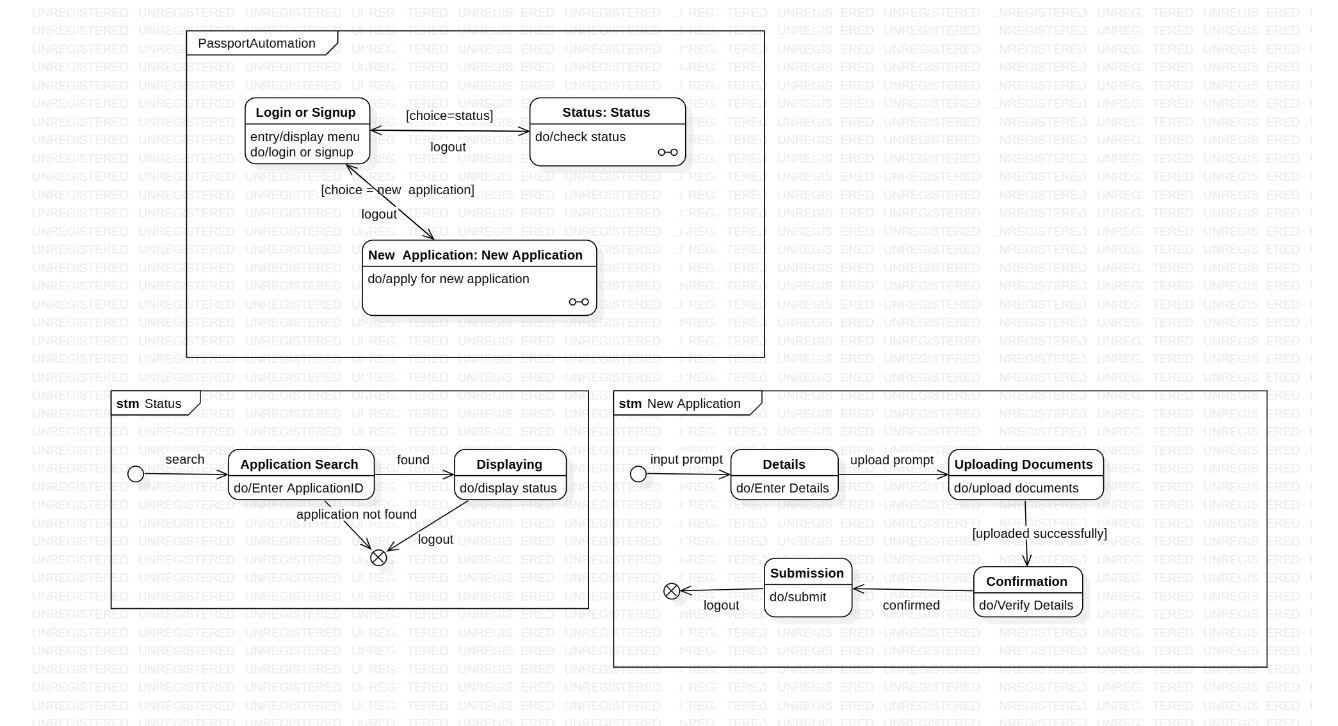 PassportAutomation
Login or Signup
entry/display menu
do/login or signup
[choice=status]
logout
Status: Status
do/check status
[choice = new application]
logout
New Application: New Application
do/apply for new application
stm Status
search
Application Search
do/Enter ApplicationID
found
Displaying
do/display status
application not found
logout
stm New Application
input prompt
Details
do/Enter Details
upload prompt
Uploading Documents
do/upload documents
[uploaded successfully]
Confirmation
do/Verify Details
confirmed
Submission
do/submit
logout
UNREGISTERED